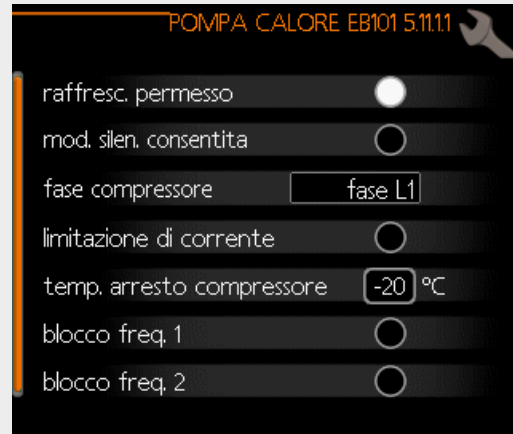 POMPA CALORE EB101 5.11.1.1
raffresc. permesso
mod. silen. consentita
fase compressore fase L1
limitazione di corrente
temp. arresto compressore -20 °C
blocco freq. 1
blocco freq. 2